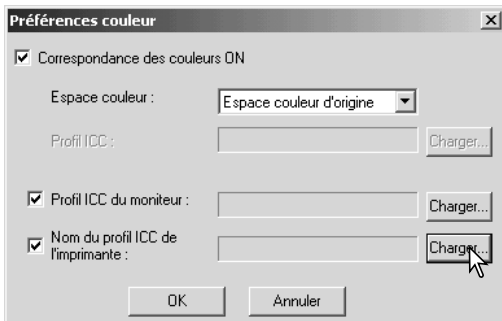 Préférences couleur
Correspondance des couleurs ON
Espace couleur : Espace couleur d'origine
Profil ICC : Charger...
Profil ICC du moniteur : Charger...
Nom du profil ICC de
l'imprimante : Charger...
OK Annuler